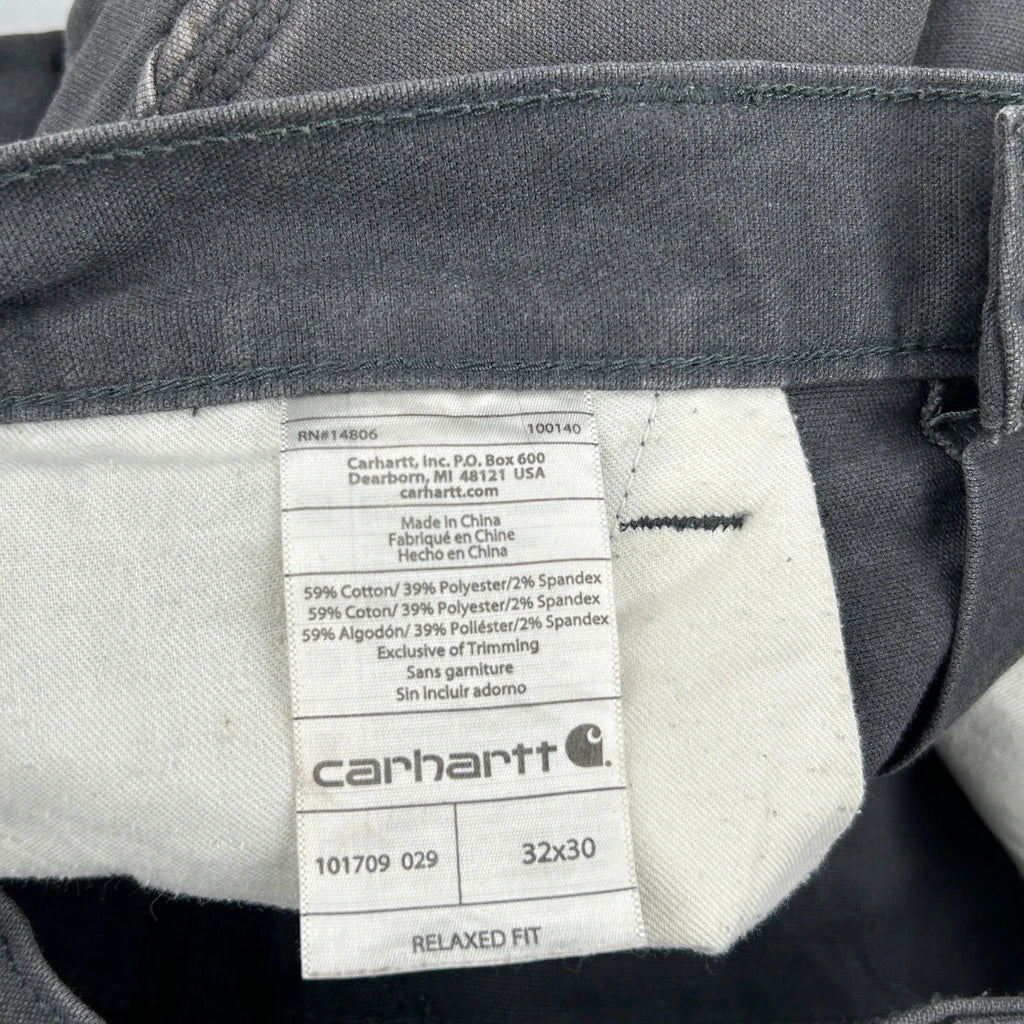 RN#14806 100140
Carhartt, Inc. P.O. Box 600
Dearborn, MI 48121 USA
carhartt.com
Made in China
Fabriqué en Chine
Hecho en China
59% Cotton/ 39% Polyester/2% Spandex
59% Coton/ 39% Polyester/2% Spandex
59% Algodón/ 39% Poliéster/2% Spandex
Exclusive of Trimming
Sans garniture
Sin incluir adorno
carhartt
101709 029 32x30
RELAXED FIT